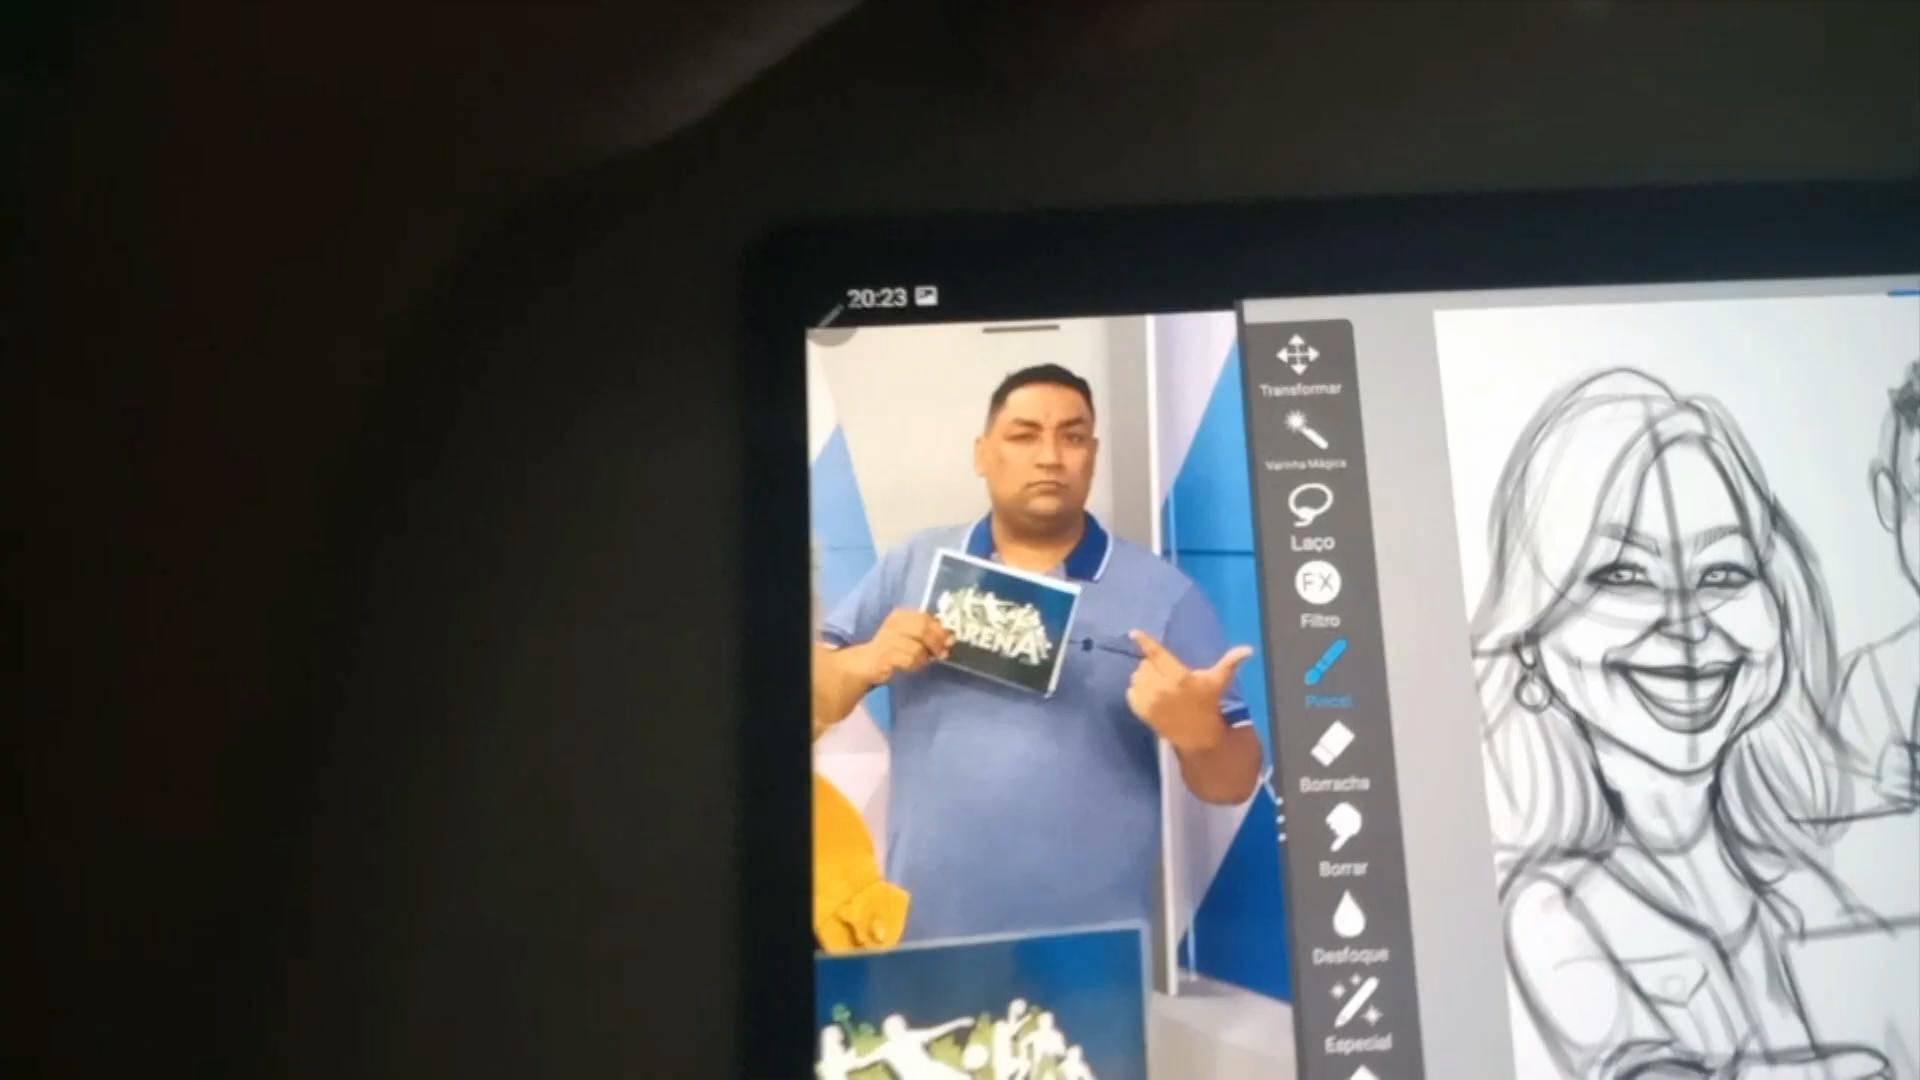 20:23
ARENA
Transformar
Varinha Mágica
Laço
FX
Filtro
Pincel
Borracha
Borrar
Desfoque
Especial